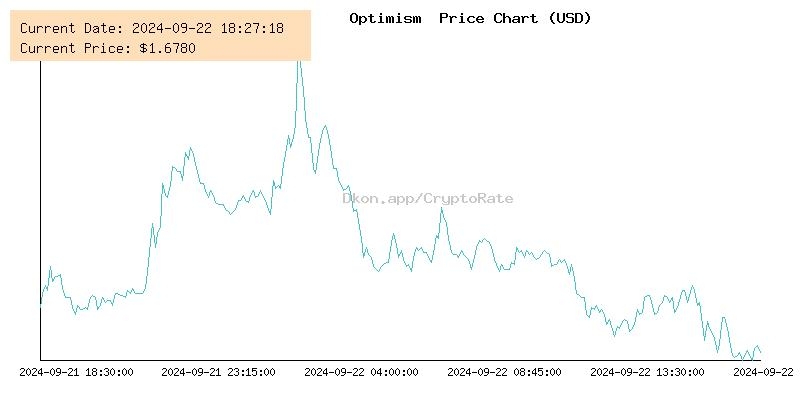 Optimism  Price Chart (USD)
Current Date: 2024-09-22 18:27:18
Current Price: $1.6780
Dkon.app/CryptoRate
2024-09-21 18:30:00 2024-09-21 23:15:00 2024-09-22 04:00:00 2024-09-22 08:45:00 2024-09-22 13:30:00 2024-09-22